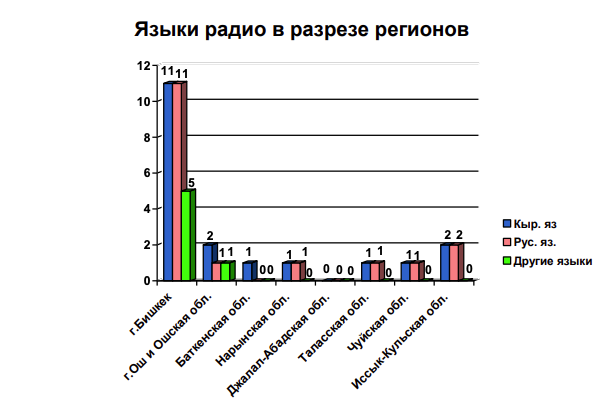 Языки радио в разрезе регионов
12
10
8
6
4
2
0
11 11 5
2 1 1
1 0 0
1 1 0
0 0 0
1 1 0
1 1 0
2 2 0
г.Бишкек
г.Ош и Ошская обл.
Баткенская обл.
Нарынская обл.
Джалал-Абадская обл.
Таласская обл.
Чуйская обл.
Иссык-Кульская обл.
Кыр. яз
Рус. яз.
Другие языки